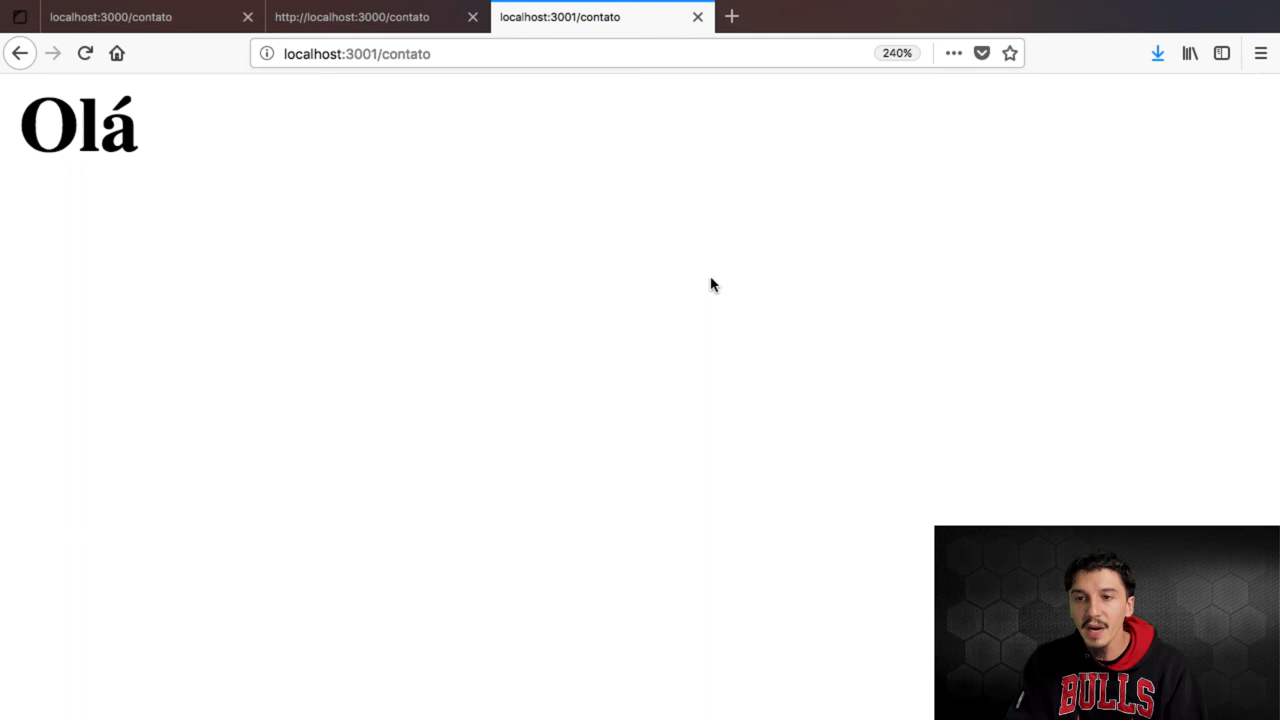 localhost:3000/contato
http://localhost:3000/contato
localhost:3001/contato
localhost:3001/contato
240%
Olá
BULLS